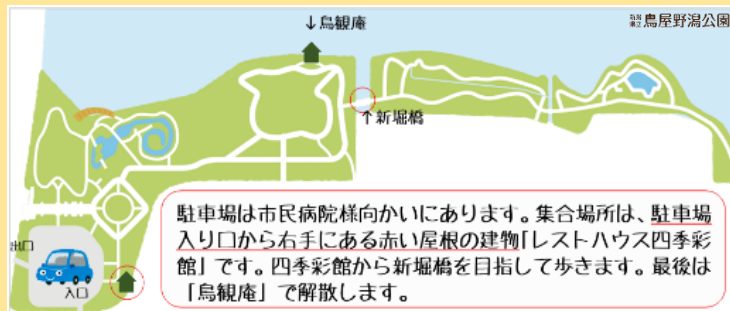 ↓鳥観庵
新潟県立 鳥屋野潟公園
↑新堀橋
駐車場は市民病院様向かいにあります。集合場所は、駐車場
入り口から右手にある赤い屋根の建物「レストハウス四季彩
館」です。四季彩館から新堀橋を目指して歩きます。最後は
「鳥観庵」で解散します。
出口
入口